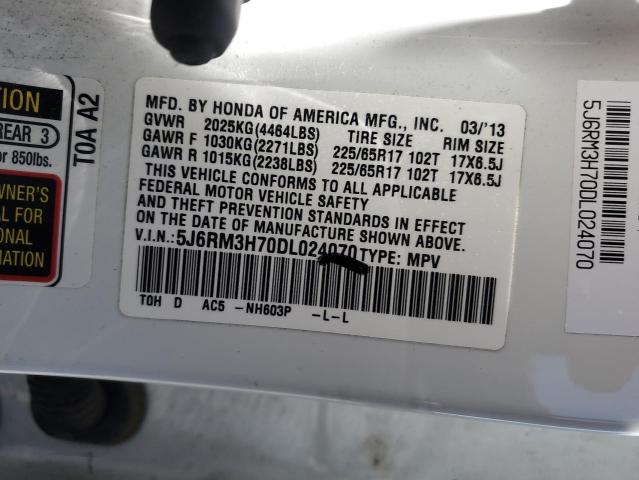 MFD. BY HONDA OF AMERICA MFG., INC. 03/'13
GVWR 2025KG(4464LBS) TIRE SIZE RIM SIZE
GAWR F 1030KG(2271LBS) 225/65R17 102T 17X6.5J
GAWR R 1015KG(2238LBS) 225/65R17 102T 17X6.5J
THIS VEHICLE CONFORMS TO ALL APPLICABLE
FEDERAL MOTOR VEHICLE SAFETY
AND THEFT PREVENTION STANDARDS IN EFFECT
ON THE DATE OF MANUFACTURE SHOWN ABOVE.
V.I.N.:5J6RM3H70DL024070 TYPE: MPV
TOH D AC5 -NH603P -L-L
TION
REAR 3
or 850lbs.
WNER'S
AL FOR
ONAL
MATION
TOA A2
5J6RM3H70DL024070